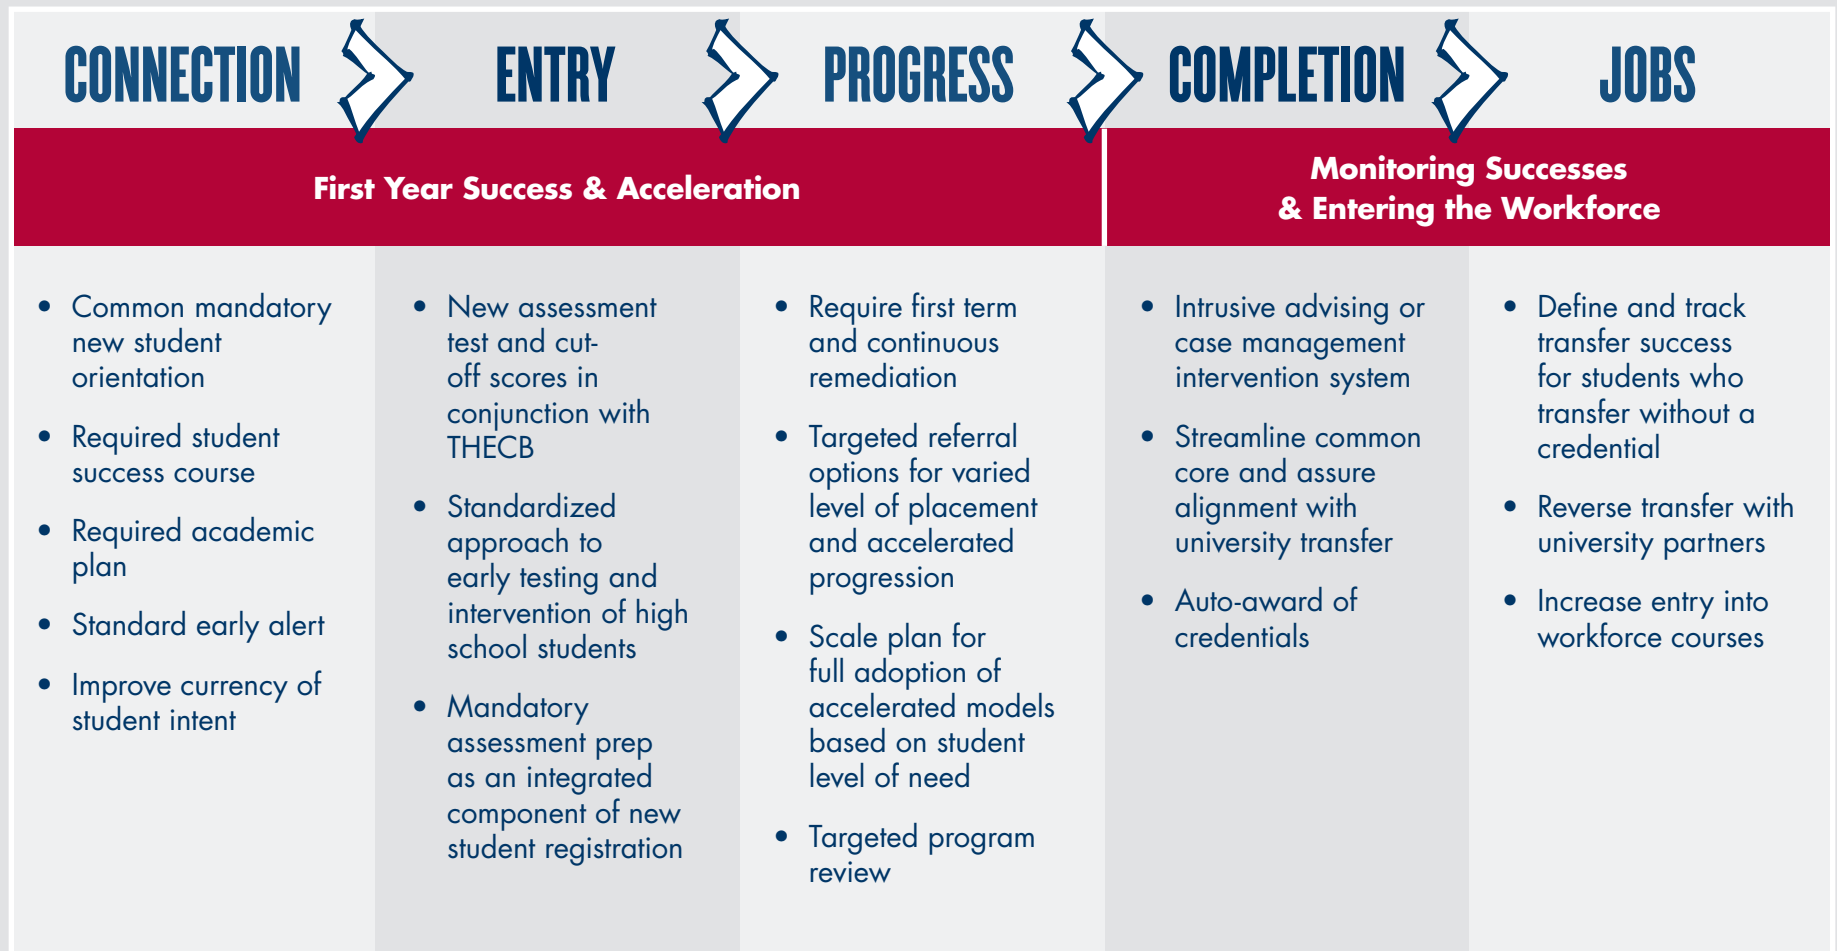 CONNECTION
ENTRY
PROGRESS
COMPLETION
JOBS
First Year Success & Acceleration
Monitoring Successes
& Entering the Workforce
• Common mandatory
new student
orientation
• Required student
success course
• Required academic
plan
• Standard early alert
• Improve currency of
student intent
• New assessment
test and cut-
off scores in
conjunction with
THECB
• Standardized
approach to
early testing and
intervention of high
school students
• Mandatory
assessment prep
as an integrated
component of new
student registration
• Require first term
and continuous
remediation
• Targeted referral
options for varied
level of placement
and accelerated
progression
• Scale plan for
full adoption of
accelerated models
based on student
level of need
• Targeted program
review
• Intrusive advising or
case management
intervention system
• Streamline common
core and assure
alignment with
university transfer
• Auto-award of
credentials
• Define and track
transfer success
for students who
transfer without a
credential
• Reverse transfer with
university partners
• Increase entry into
workforce courses